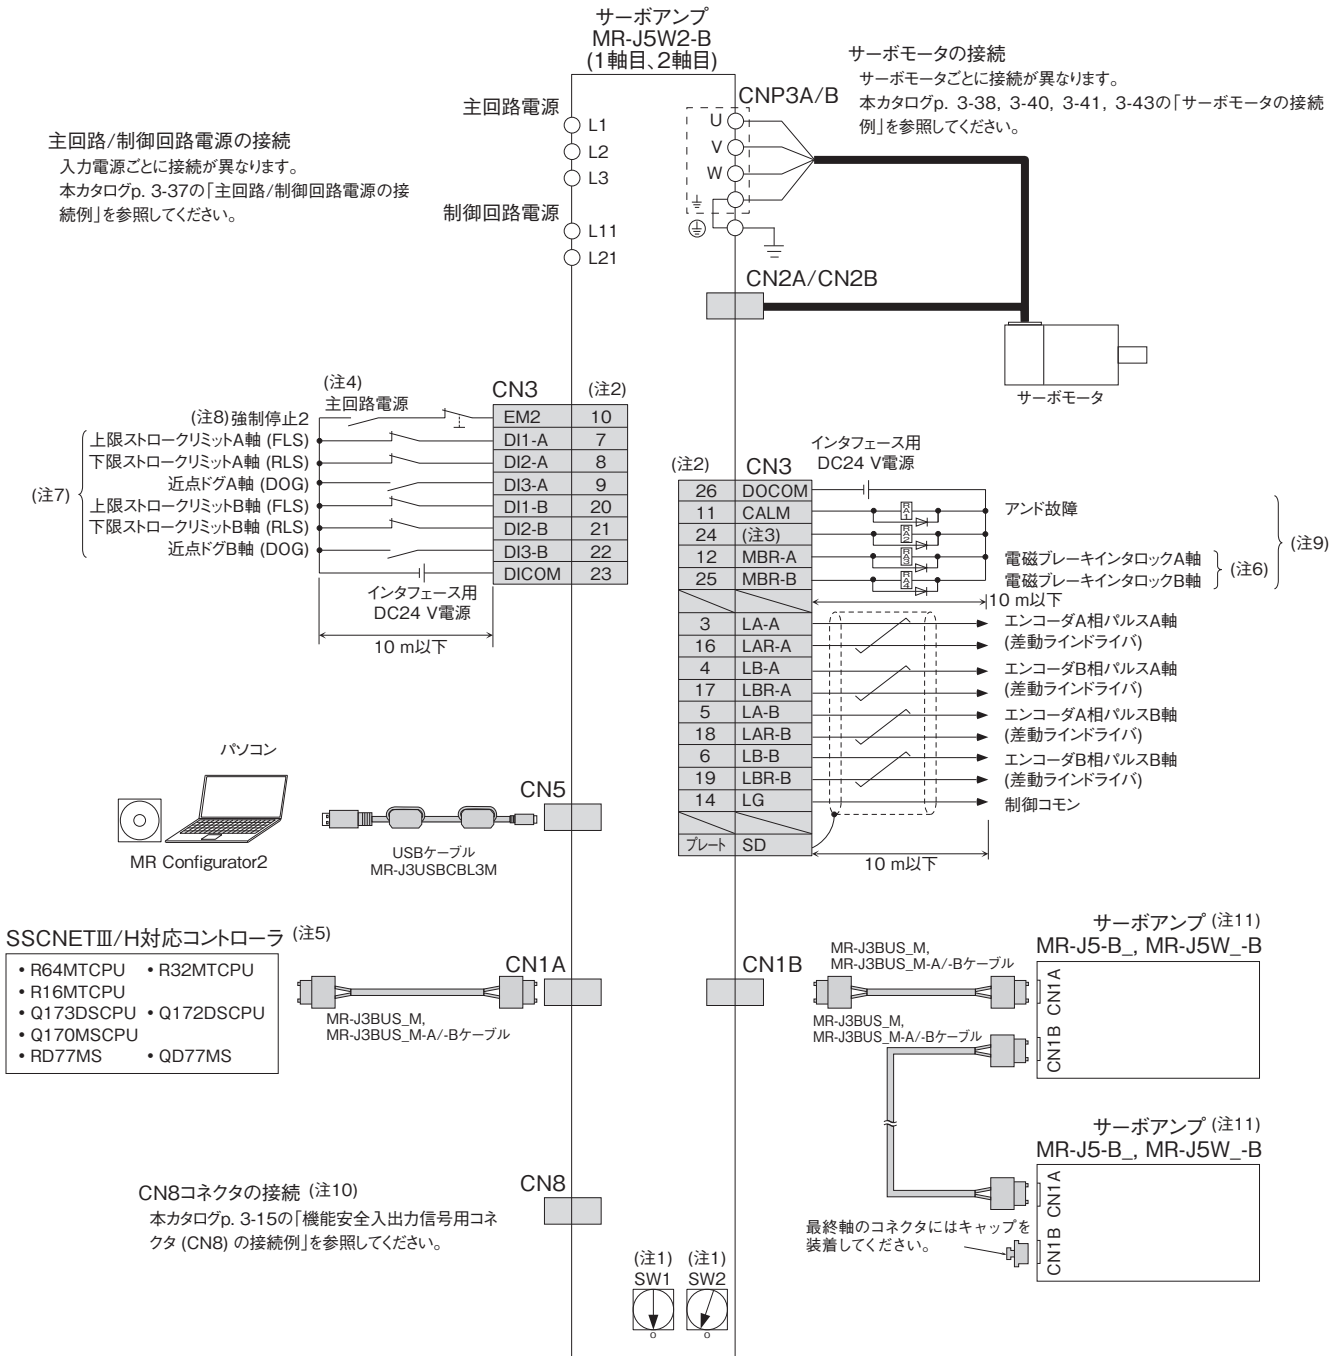 サーボアンプ
MR-J5W2-B
(1軸目、2軸目)
主回路/制御回路電源の接続
入力電源ごとに接続が異なります。
本カタログp. 3-37の「主回路/制御回路電源の接
続例」を参照してください。
主回路電源
L1
L2
L3
制御回路電源
L11
L21
CNP3A/B
U
V
W
サーボモータの接続
サーボモータごとに接続が異なります。
本カタログp. 3-38, 3-40, 3-41, 3-43の「サーボモータの接続
例」を参照してください。
CN2A/CN2B
サーボモータ
(注4)
主回路電源
CN3 (注2)
(注8)強制停止2 EM2 10
上限ストロークリミットA軸 (FLS) DI1-A 7
下限ストロークリミットA軸 (RLS) DI2-A 8
近点ドグA軸 (DOG) DI3-A 9
(注7)
上限ストロークリミットB軸 (FLS) DI1-B 20
下限ストロークリミットB軸 (RLS) DI2-B 21
近点ドグB軸 (DOG) DI3-B 22
DICOM 23
インタフェース用
DC24 V電源
10 m以下
インタフェース用
DC24 V電源
(注2) CN3
26 DOCOM
11 CALM RA1 アンド故障
24 (注3) RA2
12 MBR-A RA3 電磁ブレーキインタロックA軸
25 MBR-B RA4 電磁ブレーキインタロックB軸
(注6)
(注9)
10 m以下
3 LA-A エンコーダA相パルスA軸
16 LAR-A (差動ラインドライバ)
4 LB-A エンコーダB相パルスA軸
17 LBR-A (差動ラインドライバ)
5 LA-B エンコーダA相パルスB軸
18 LAR-B (差動ラインドライバ)
6 LB-B エンコーダB相パルスB軸
19 LBR-B (差動ラインドライバ)
14 LG 制御コモン
プレート SD
10 m以下
パソコン
MR Configurator2
USBケーブル
MR-J3USBCBL3M
CN5
SSCNETⅢ/H対応コントローラ (注5)
• R64MTCPU • R32MTCPU
• R16MTCPU
• Q173DSCPU • Q172DSCPU
• Q170MSCPU
• RD77MS • QD77MS
MR-J3BUS_M,
MR-J3BUS_M-A/-Bケーブル
CN1A
CN1B
MR-J3BUS_M,
MR-J3BUS_M-A/-Bケーブル
MR-J3BUS_M,
MR-J3BUS_M-A/-Bケーブル
サーボアンプ (注11)
MR-J5-B_, MR-J5W_-B
CN1A
CN1B
サーボアンプ (注11)
MR-J5-B_, MR-J5W_-B
CN1A
CN1B
最終軸のコネクタにはキャップを
装着してください。
CN8コネクタの接続 (注10)
本カタログp. 3-15の「機能安全入出力信号用コネ
クタ (CN8) の接続例」を参照してください。
CN8
(注1) (注1)
SW1 SW2
0 0